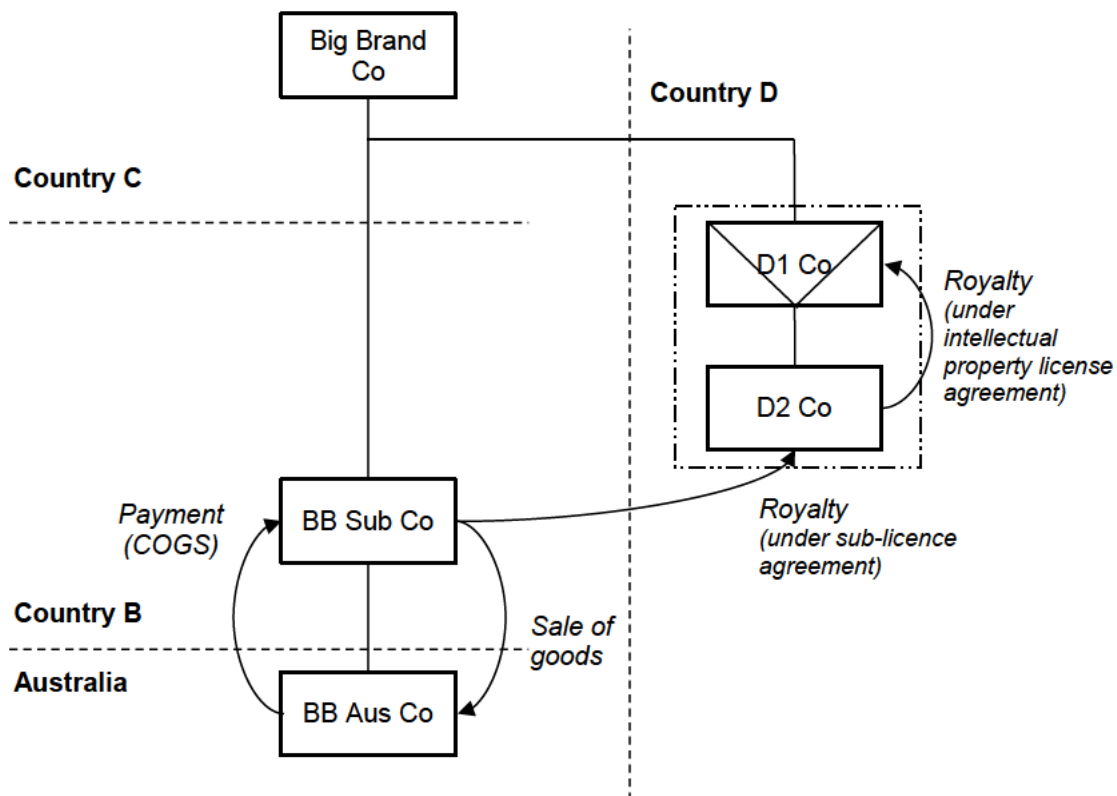 Big Brand
Co
Country D
Country C
D1 Co
Royalty
(under
intellectual
property license
agreement)
D2 Co
Payment
(COGS)
BB Sub Co
Royalty
(under sub-licence
agreement)
Country B
Sale of
goods
Australia
BB Aus Co